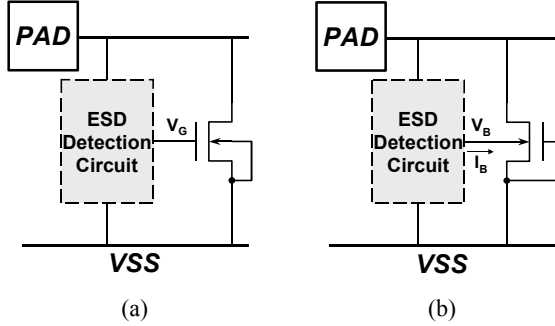 PAD
ESD
Detection
Circuit
V_G
VSS
(a)
PAD
ESD
Detection
Circuit
V_B
I_B
VSS
(b)